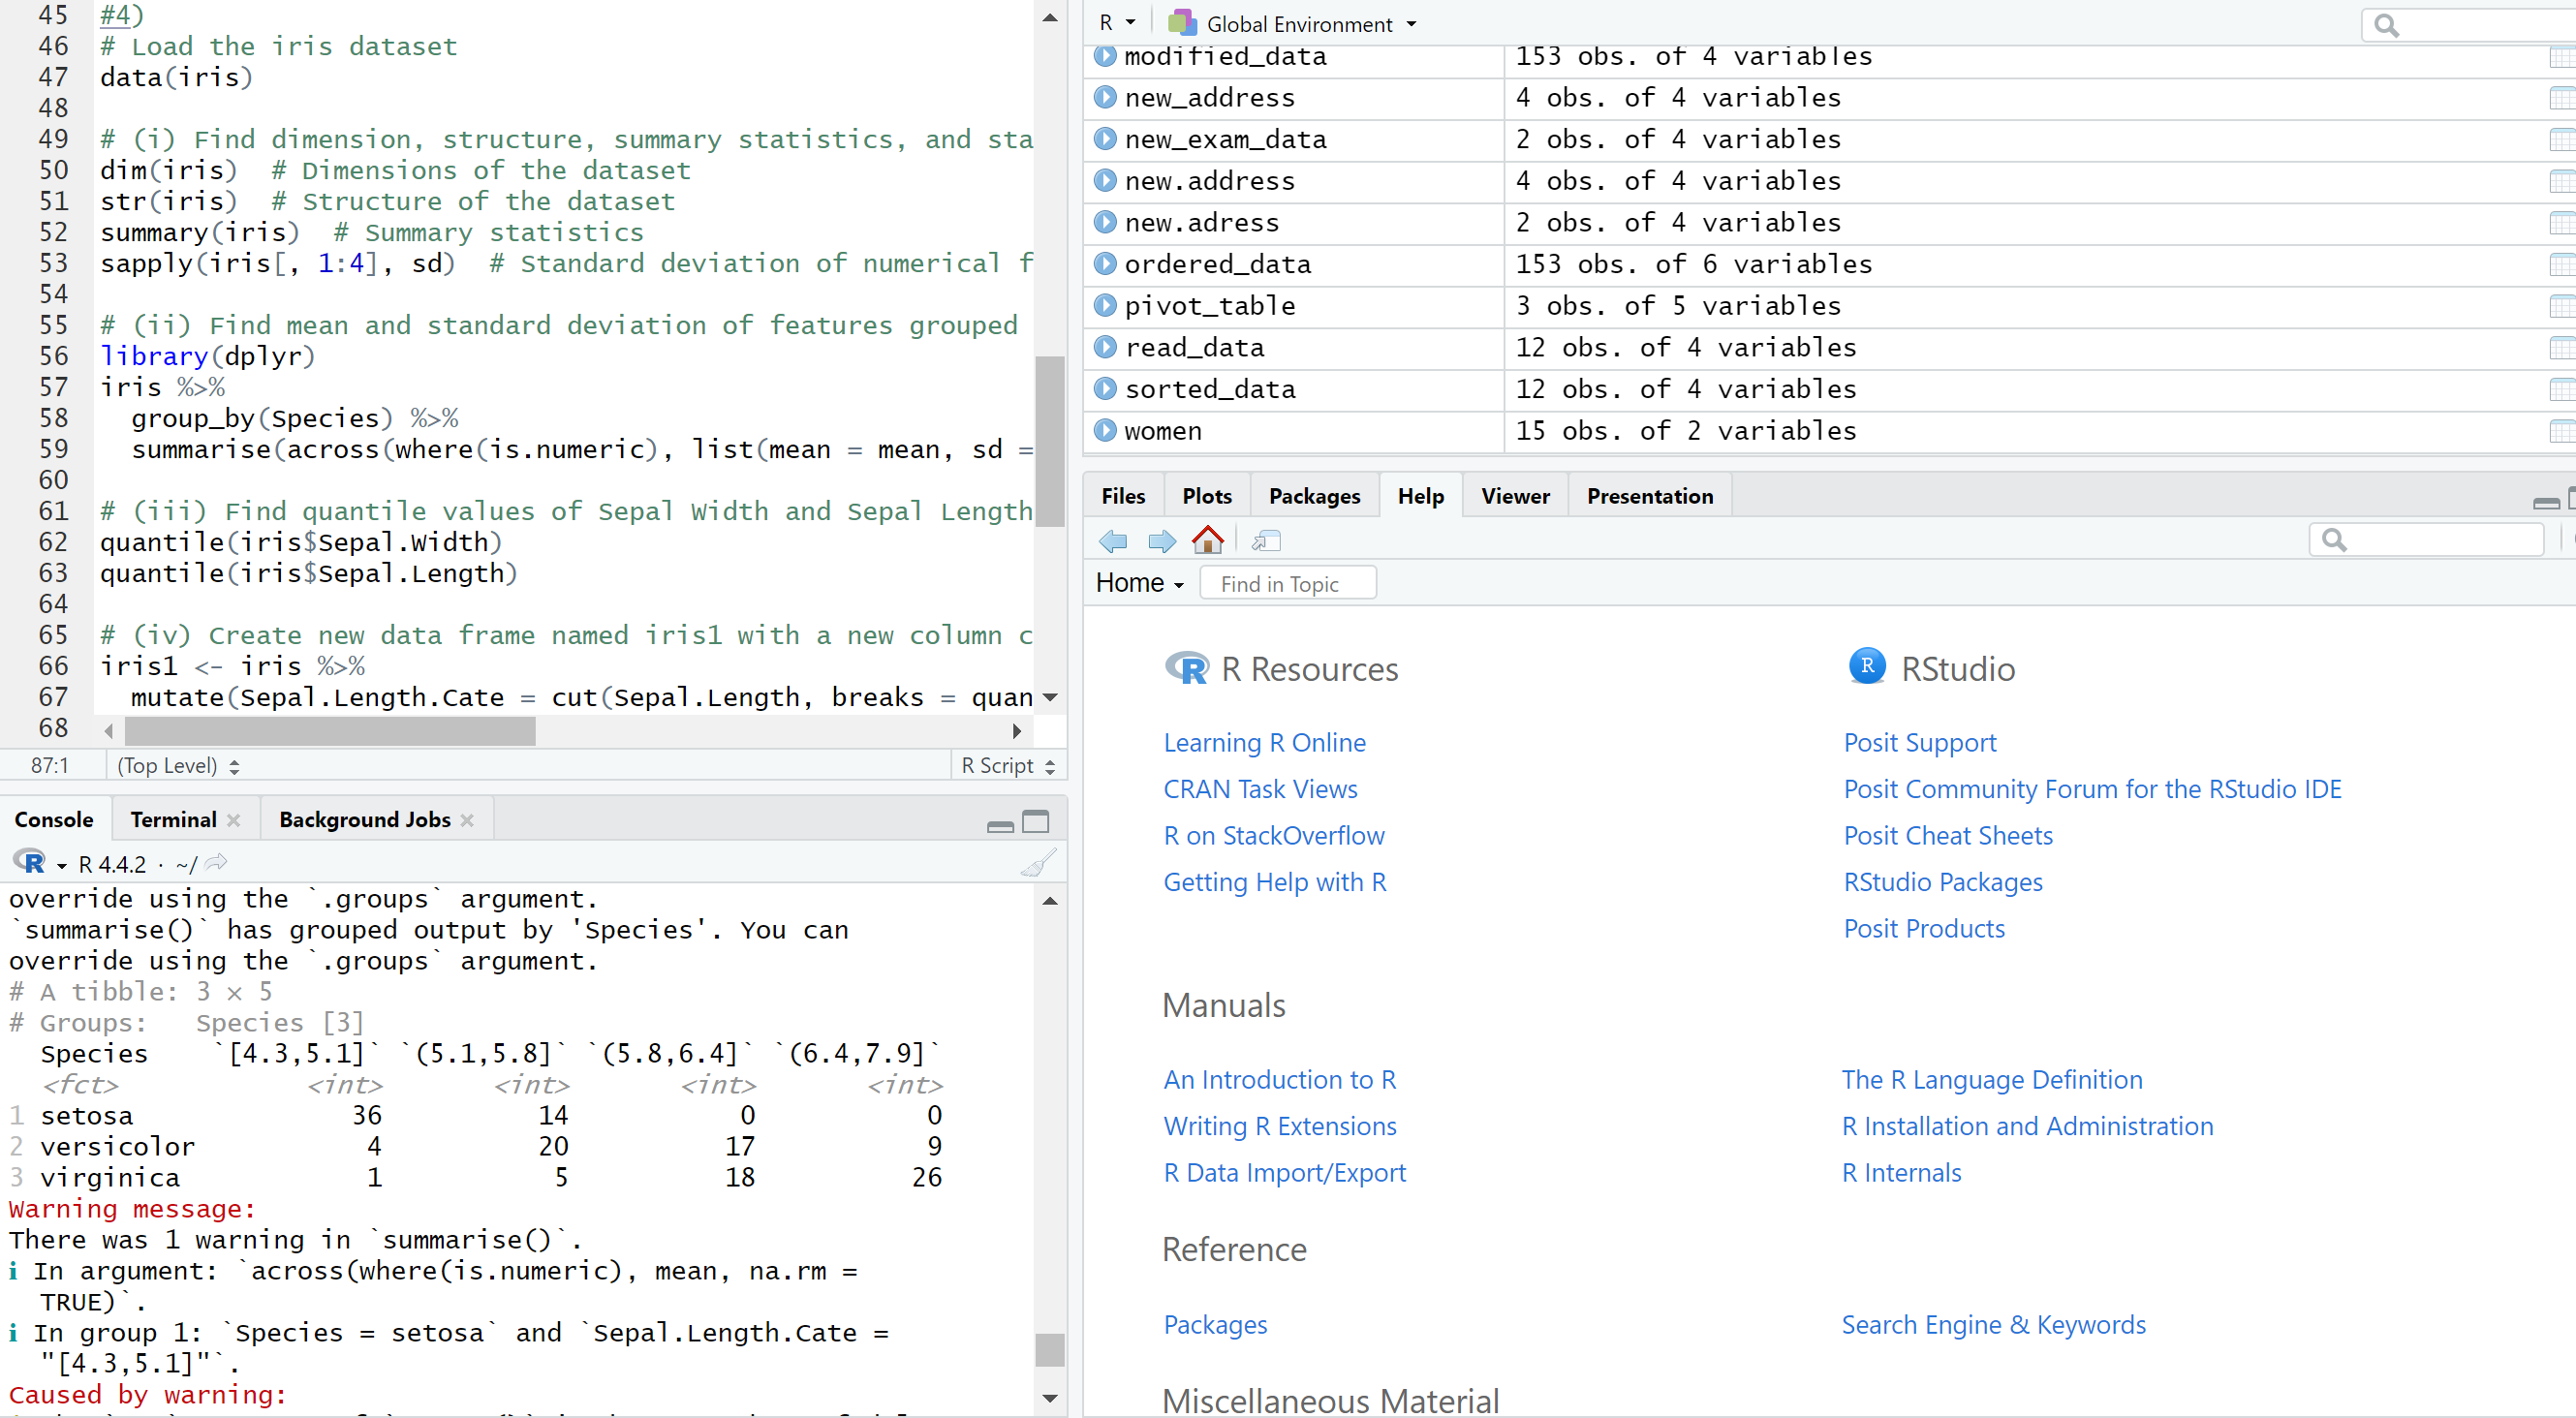 45 #4)
46 # Load the iris dataset
47 data(iris)
48
49 # (i) Find dimension, structure, summary statistics, and sta
50 dim(iris)  # Dimensions of the dataset
51 str(iris)  # Structure of the dataset
52 summary(iris)  # Summary statistics
53 sapply(iris[, 1:4], sd)  # Standard deviation of numerical f
54
55 # (ii) Find mean and standard deviation of features grouped
56 library(dplyr)
57 iris %>%
58   group_by(Species) %>%
59   summarise(across(where(is.numeric), list(mean = mean, sd =
60
61 # (iii) Find quantile values of Sepal Width and Sepal Length
62 quantile(iris$Sepal.Width)
63 quantile(iris$Sepal.Length)
64
65 # (iv) Create new data frame named iris1 with a new column c
66 iris1 <- iris %>%
67   mutate(Sepal.Length.Cate = cut(Sepal.Length, breaks = quan
68
87:1 (Top Level) R Script
Console Terminal Background Jobs
R 4.4.2 · ~/
override using the `.groups` argument.
`summarise()` has grouped output by 'Species'. You can
override using the `.groups` argument.
# A tibble: 3 × 5
# Groups:   Species [3]
  Species    `[4.3,5.1]` `(5.1,5.8]` `(5.8,6.4]` `(6.4,7.9]`
  <fct>            <int>       <int>       <int>       <int>
1 setosa              36          14           0           0
2 versicolor           4          20          17           9
3 virginica            1           5          18          26
Warning message:
There was 1 warning in `summarise()`.
ℹ In argument: `across(where(is.numeric), mean, na.rm =
  TRUE)`.
ℹ In group 1: `Species = setosa` and `Sepal.Length.Cate =
  "[4.3,5.1]"`.
Caused by warning:
R Global Environment
modified_data 153 obs. of 4 variables
new_address 4 obs. of 4 variables
new_exam_data 2 obs. of 4 variables
new.address 4 obs. of 4 variables
new.adress 2 obs. of 4 variables
ordered_data 153 obs. of 6 variables
pivot_table 3 obs. of 5 variables
read_data 12 obs. of 4 variables
sorted_data 12 obs. of 4 variables
women 15 obs. of 2 variables
Files Plots Packages Help Viewer Presentation
Home Find in Topic
R Resources
Learning R Online
CRAN Task Views
R on StackOverflow
Getting Help with R
R RStudio
Posit Support
Posit Community Forum for the RStudio IDE
Posit Cheat Sheets
RStudio Packages
Posit Products
Manuals
An Introduction to R
Writing R Extensions
R Data Import/Export
The R Language Definition
R Installation and Administration
R Internals
Reference
Packages
Search Engine & Keywords
Miscellaneous Material